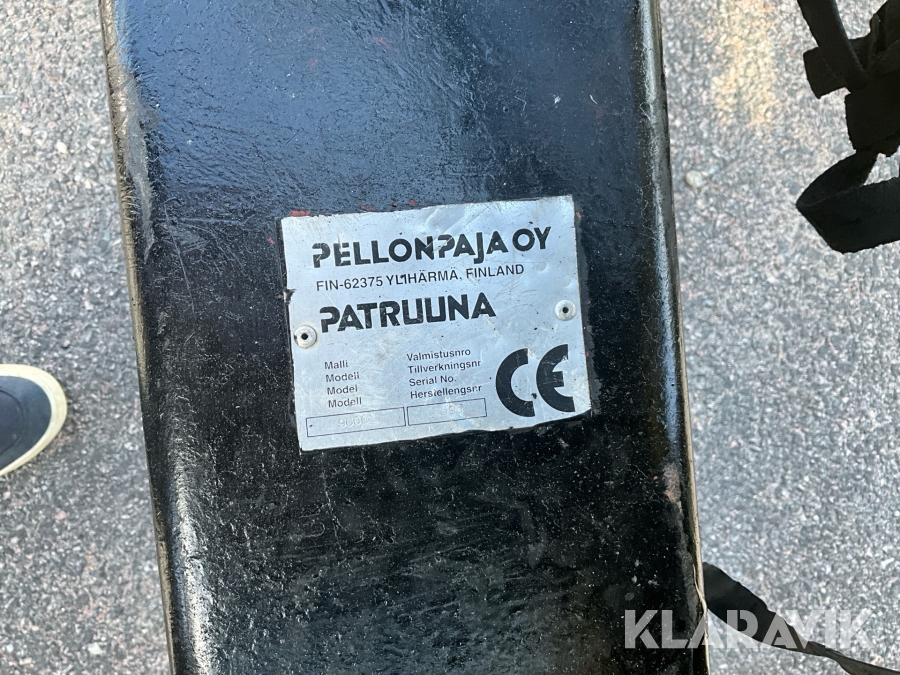 PELLONPAJA OY
FIN-62375 YLIHÄRMÄ, FINLAND
PATRUUNA
Malli
Modell
Model
Modell
Valmistusnro
Tillverkningsnr
Serial No.
Herstellengsnr
CE
KLARAVIK